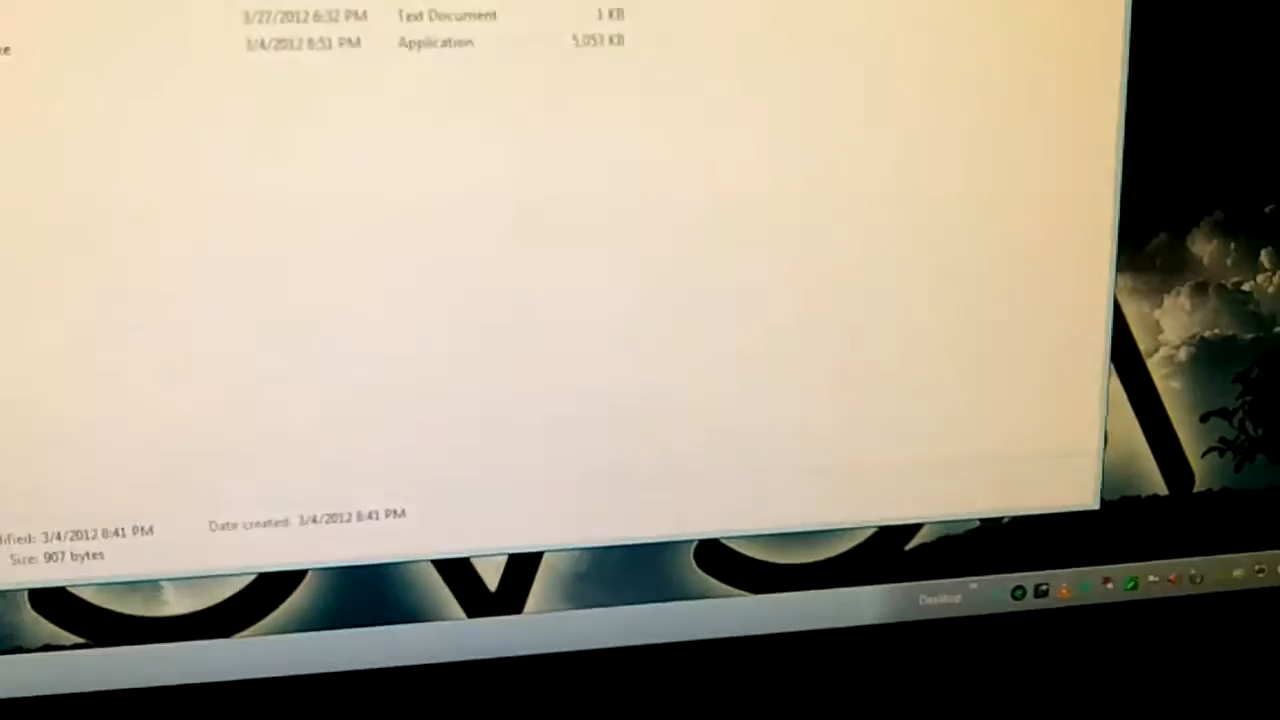 3/27/2012 6:32 PM Text Document 1 KB
3/4/2012 8:51 PM Application 5,053 KB
Date created: 3/4/2012 8:41 PM
3/4/2012 8:41 PM
Size: 907 bytes
Desktop